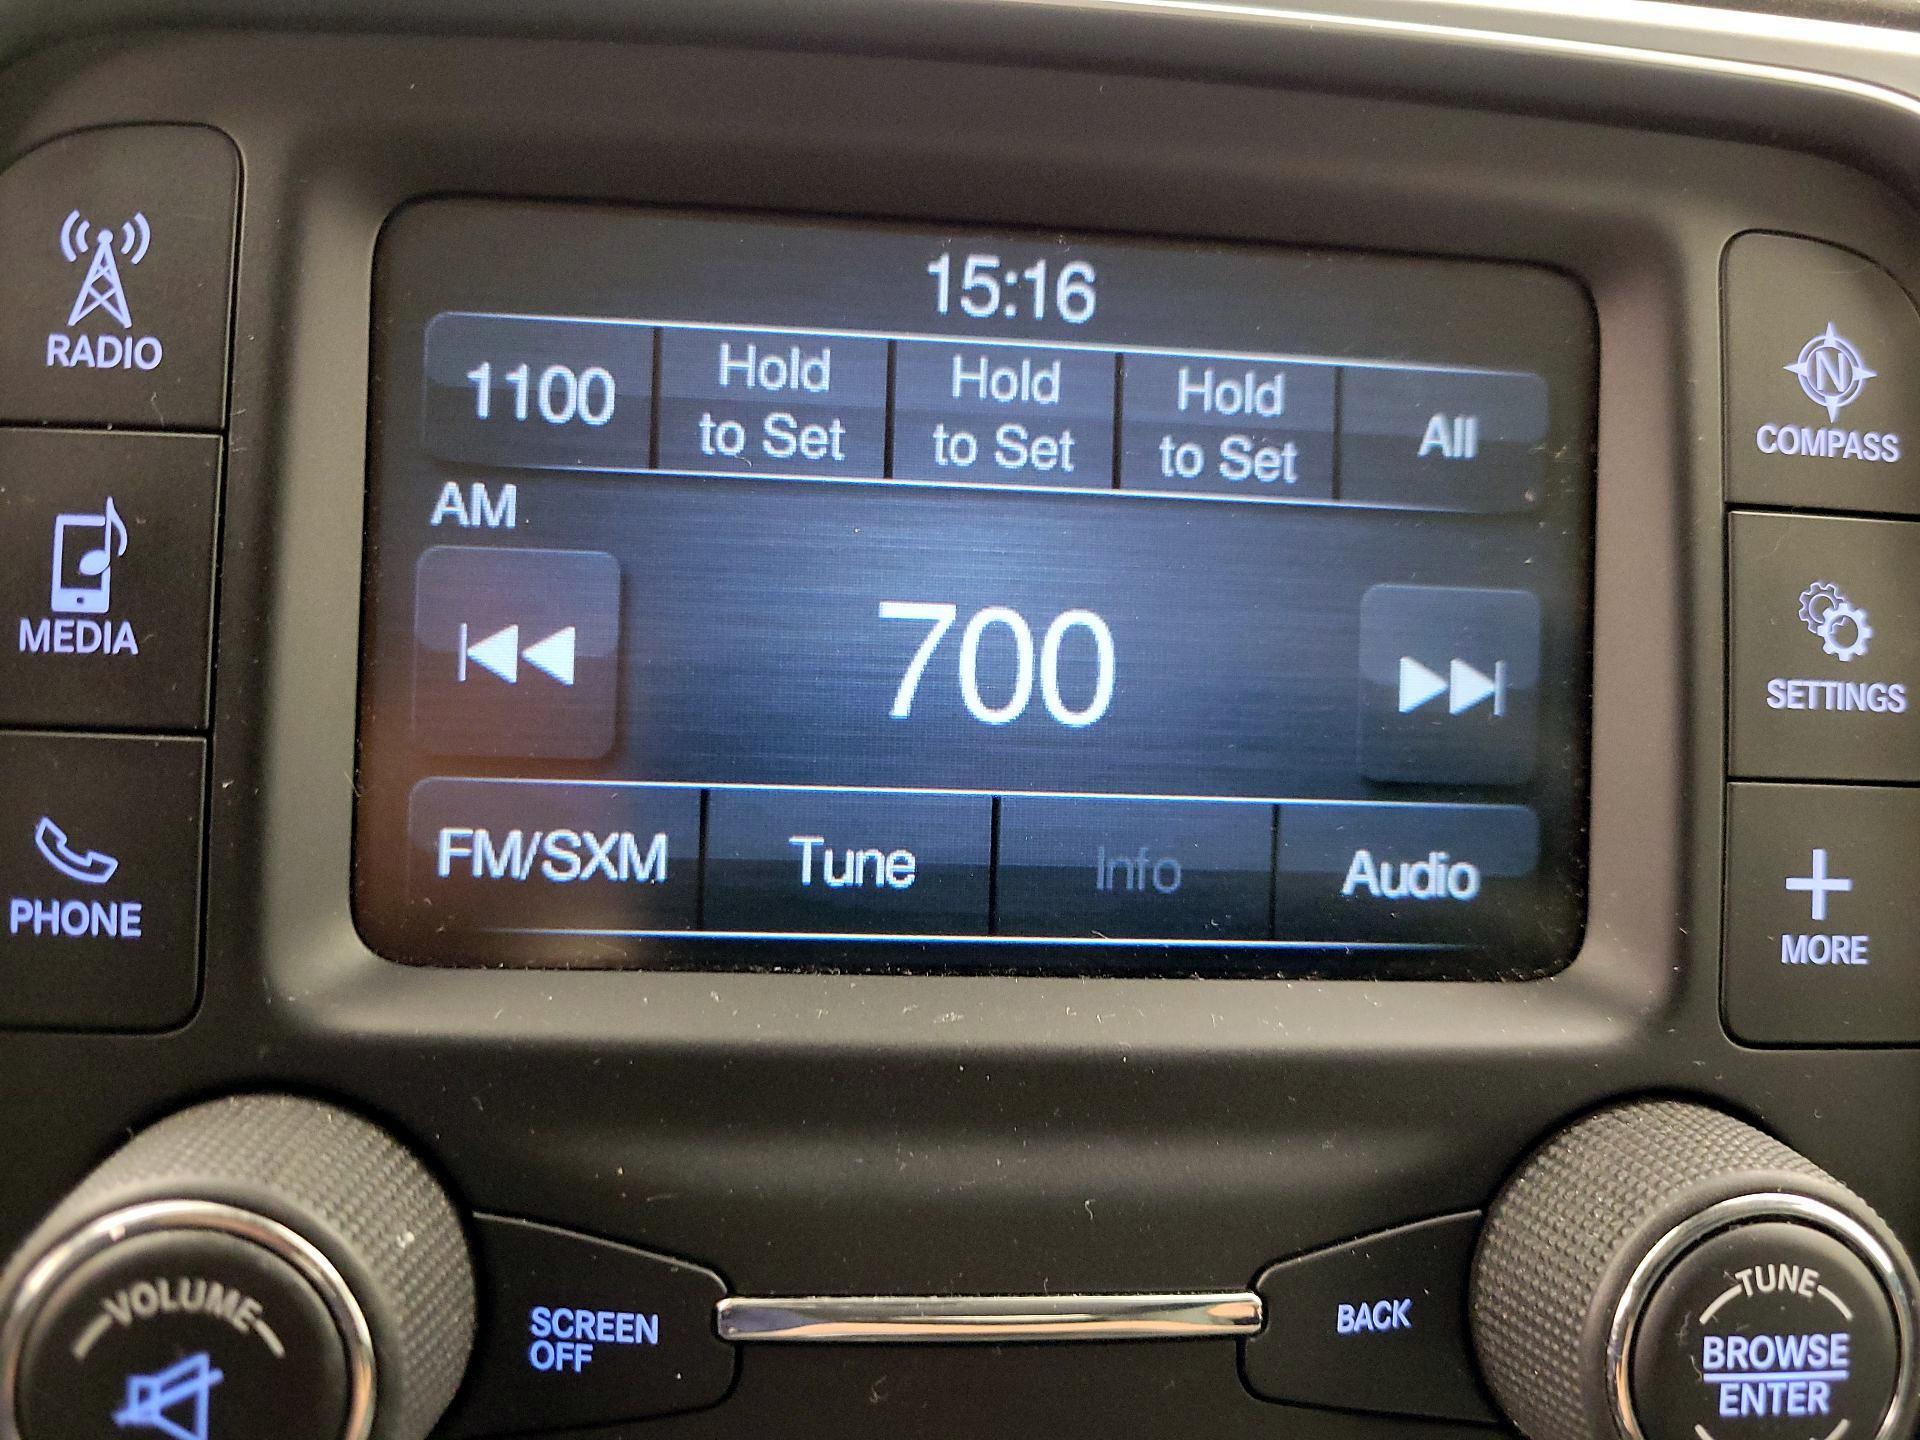 15:16
1100
Hold
to Set
Hold
to Set
Hold
to Set
All
AM
700
FM/SXM
Tune
Info
Audio
RADIO
MEDIA
PHONE
N
COMPASS
SETTINGS
MORE
VOLUME
SCREEN
OFF
BACK
TUNE
BROWSE
ENTER